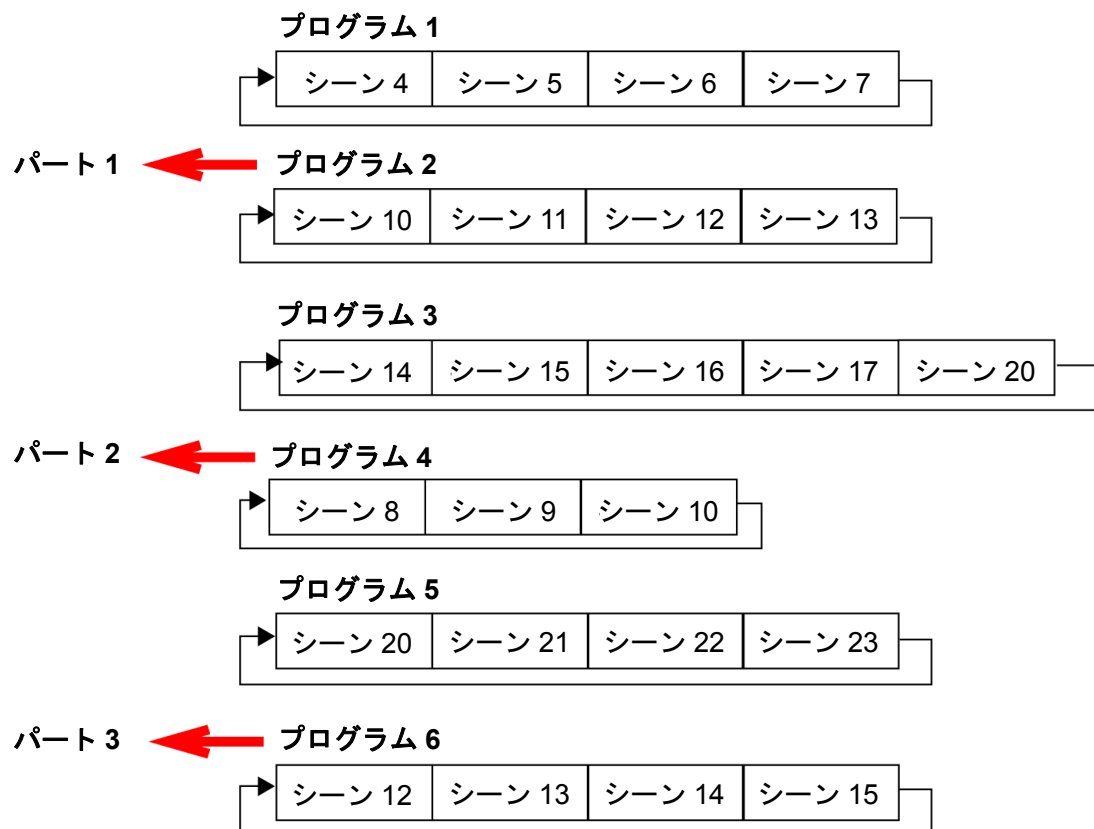 プログラム 1
シーン 4 シーン 5 シーン 6 シーン 7
パート 1 プログラム 2
シーン 10 シーン 11 シーン 12 シーン 13
プログラム 3
シーン 14 シーン 15 シーン 16 シーン 17 シーン 20
パート 2 プログラム 4
シーン 8 シーン 9 シーン 10
プログラム 5
シーン 20 シーン 21 シーン 22 シーン 23
パート 3 プログラム 6
シーン 12 シーン 13 シーン 14 シーン 15